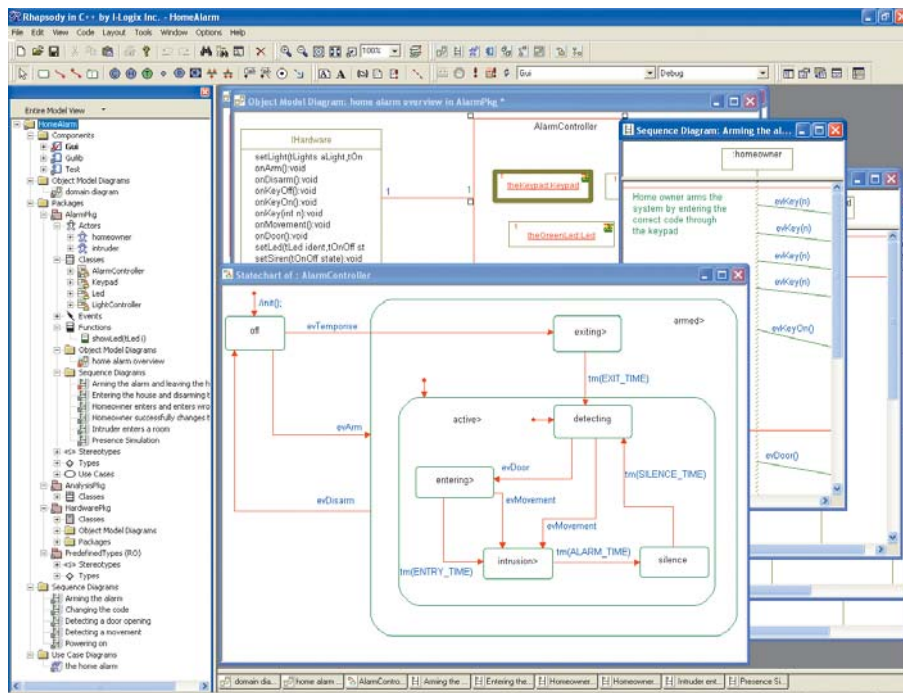 Rhapsody in C++ by I-Logix Inc. - HomeAlarm
File Edit View Code Layout Tools Window Options Help
100%
Gui
Debug
Entire Model View
HomeAlarm
Components
Gui
Guilib
Test
Object Model Diagrams
domain diagram
Packages
AlarmPkg
Actors
homeowner
intruder
Classes
AlarmController
Keypad
Led
LightController
Events
Functions
showLed(tLed i)
Object Model Diagrams
home alarm overview
Sequence Diagrams
Arming the alarm and leaving the h
Entering the house and disarming t
Homeowner enters and enters wro
Homeowner successfully changes t
Intruder enters a room
Presence Simulation
<<S> Stereotypes
Types
Use Cases
AnalysisPkg
Classes
HardwarePkg
Classes
Object Model Diagrams
Packages
PredefinedTypes (RO)
<<S> Stereotypes
Types
Sequence Diagrams
Arming the alarm
Changing the code
Detecting a door opening
Detecting a movement
Powering on
Use Case Diagrams
the home alarm
Object Model Diagram: home alarm overview in AlarmPkg *
IHardware
setLight(tLights aLight,tOn
onArm():void
onDisarm():void
onKeyOff():void
onKeyOn():void
onKey(int n):void
onMovement():void
onDoor():void
setLed(tLed ident,tOnOff st
setSiren(tOnOff state):void
1
1
AlarmController
theKeypad:Keypad
theGreenLed:Led
Sequence Diagram: Arming the al...
:homeowner
Home owner arms the
system by entering the
correct code through
the keypad
evKey(n)
evKey(n)
evKey(n)
evKey(n)
evKeyOn()
evDoor()
Statechart of : AlarmController
/init();
off
evTemponse
exiting>
armed>
tm(EXIT_TIME)
evArm
active>
detecting
evDoor
tm(SILENCE_TIME)
entering>
evDisarm
evMovement
evMovement
tm(ALARM_TIME)
intrusion>
silence
tm(ENTRY_TIME)
domain dia...
home alarm ...
AlarmContro...
Arming the ...
Entering the...
Homeowner...
Homeowner...
Intruder ent...
Presence Si...